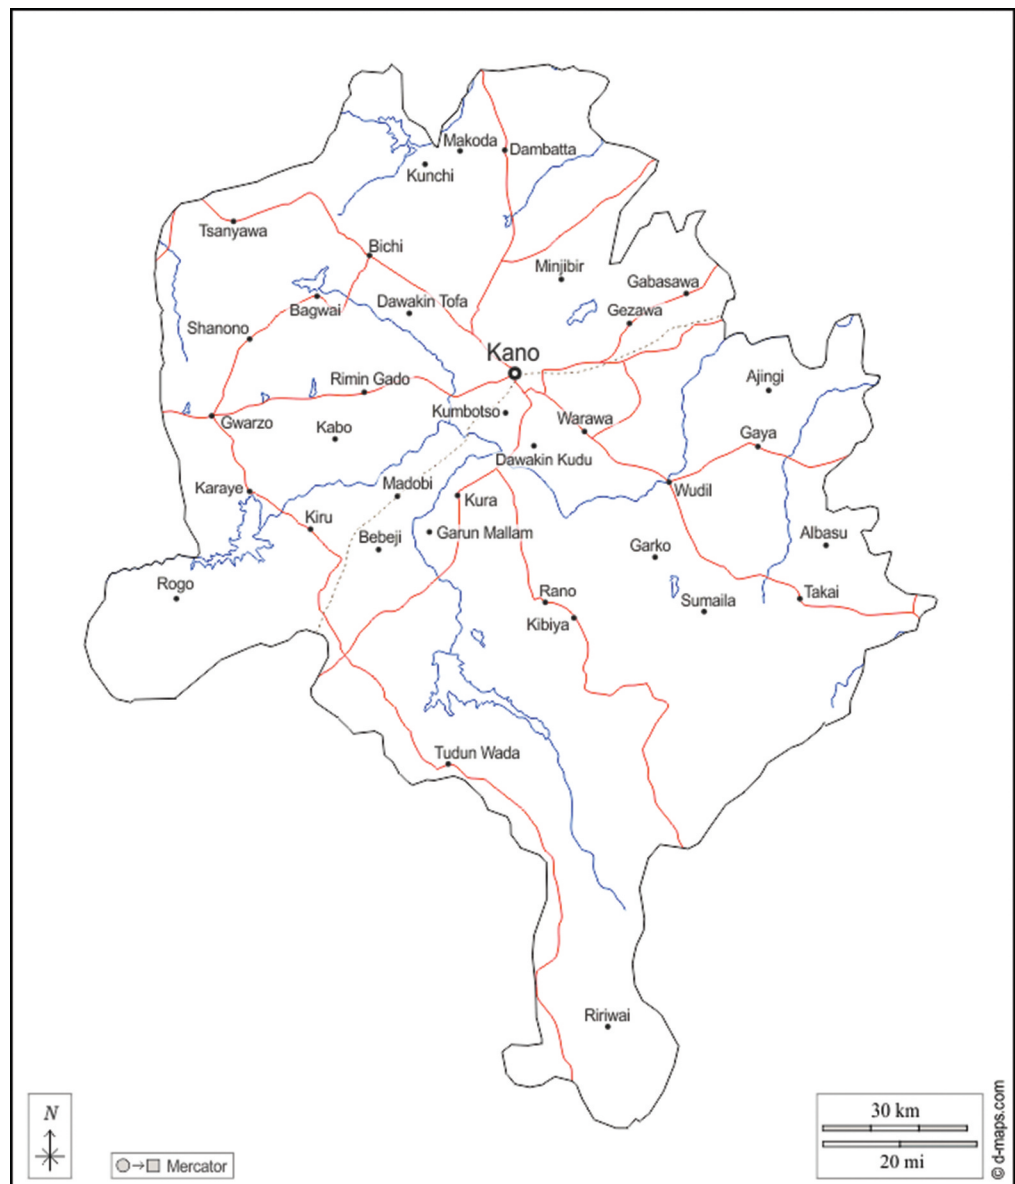 Makoda
Dambatta
Kunchi
Tsanyawa
Bichi
Minjibir
Gabasawa
Bagwai
Dawakin Tofa
Gezawa
Shanono
Kano
Rimin Gado
Ajingi
Kumbotso
Gwarzo
Kabo
Warawa
Gaya
Dawakin Kudu
Karaye
Madobi
Wudil
Kura
Kiru
Bebeji
Garun Mallam
Garko
Albasu
Rogo
Rano
Sumaila
Takai
Kibiya
Tudun Wada
Ririwai
N
Mercator
30 km
20 mi
© d-maps.com